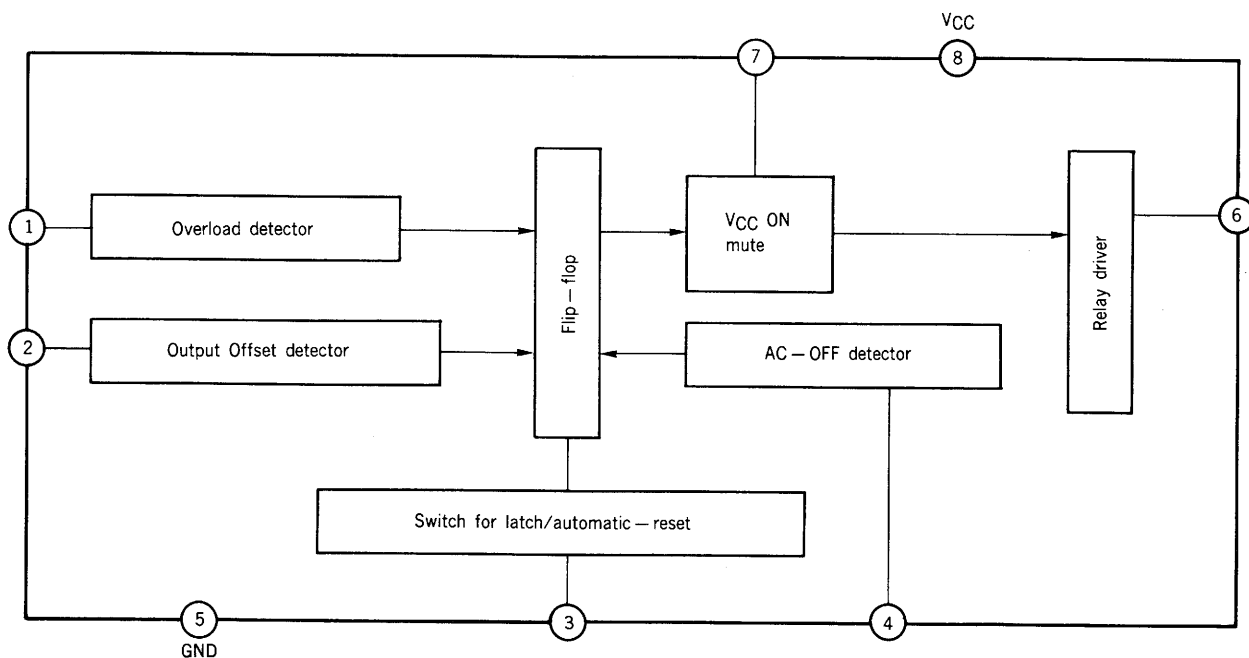 VCC
7
8
1
Overload detector
Flip—flop
VCC ON
mute
Relay driver
6
2
Output Offset detector
AC—OFF detector
Switch for latch/automatic—reset
5
GND
3
4